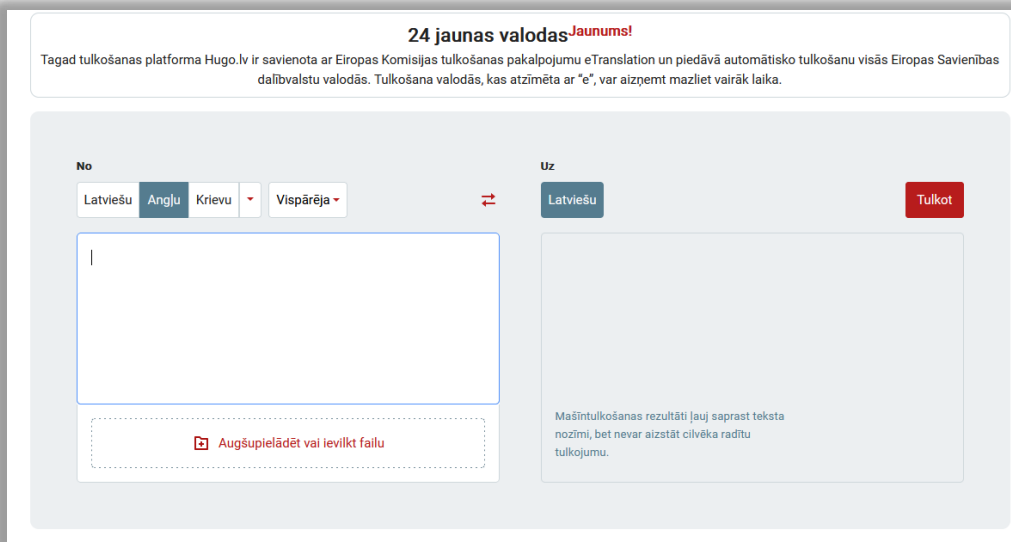 24 jaunas valodas Jaunums!
Tagad tulkošanas platforma Hugo.lv ir savienota ar Eiropas Komisijas tulkošanas pakalpojumu eTranslation un piedāvā automātisko tulkošanu visās Eiropas Savienības
dalībvalstu valodās. Tulkošana valodās, kas atzīmēta ar “e”, var aizņemt mazliet vairāk laika.
No
Uz
Latviešu Angļu Krievu Vispārēja
Latviešu
Tulkot
Augšupielādēt vai ievilkt failu
Mašīntulkošanas rezultāti ļauj saprast teksta
nozīmi, bet nevar aizstāt cilvēka radītu
tulkojumu.